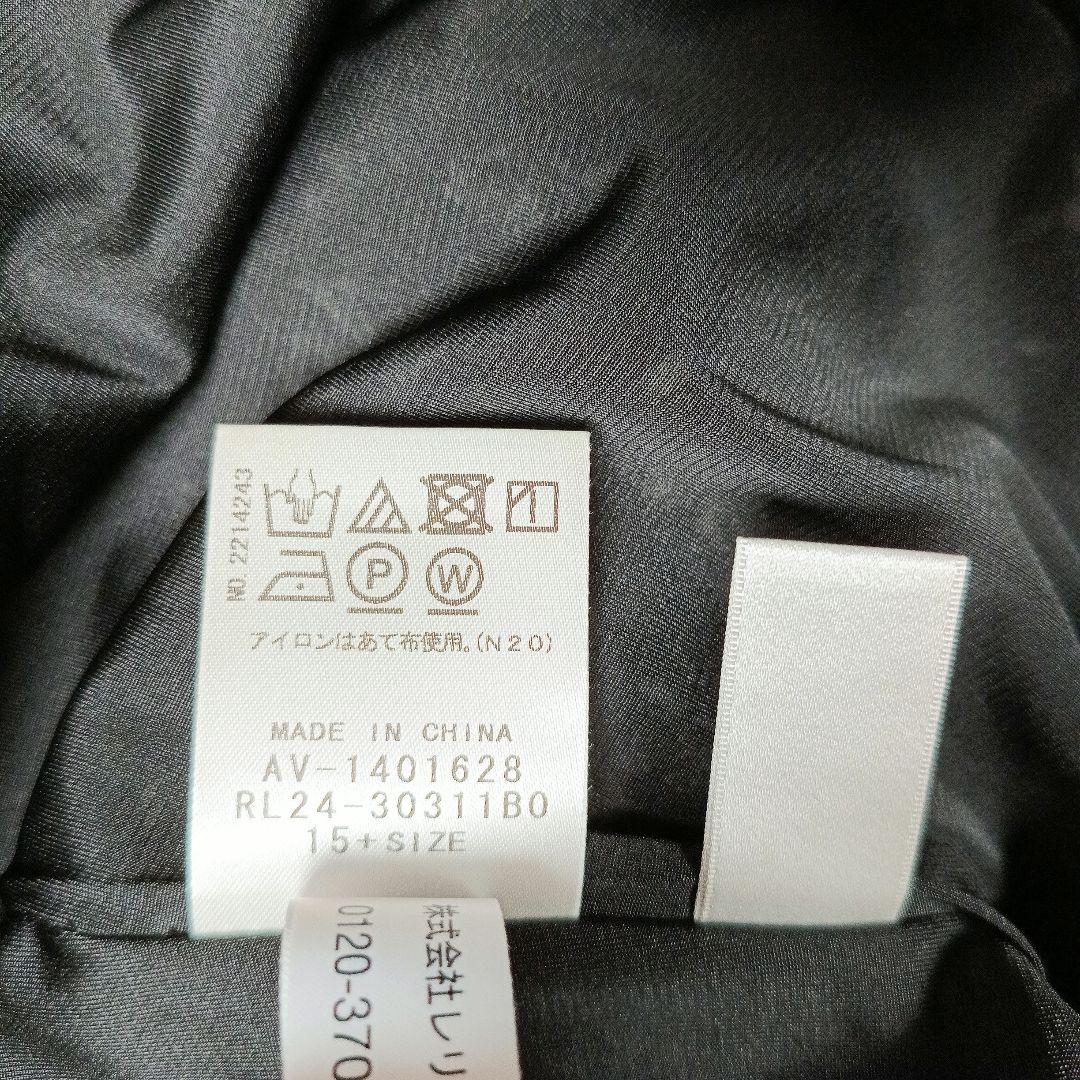 NO.2214243
P
W
アイロンはあて布使用。(N20)
MADE IN CHINA
AV-1401628
RL24-30311B0
15+SIZE
株式会社レリ
0120-370